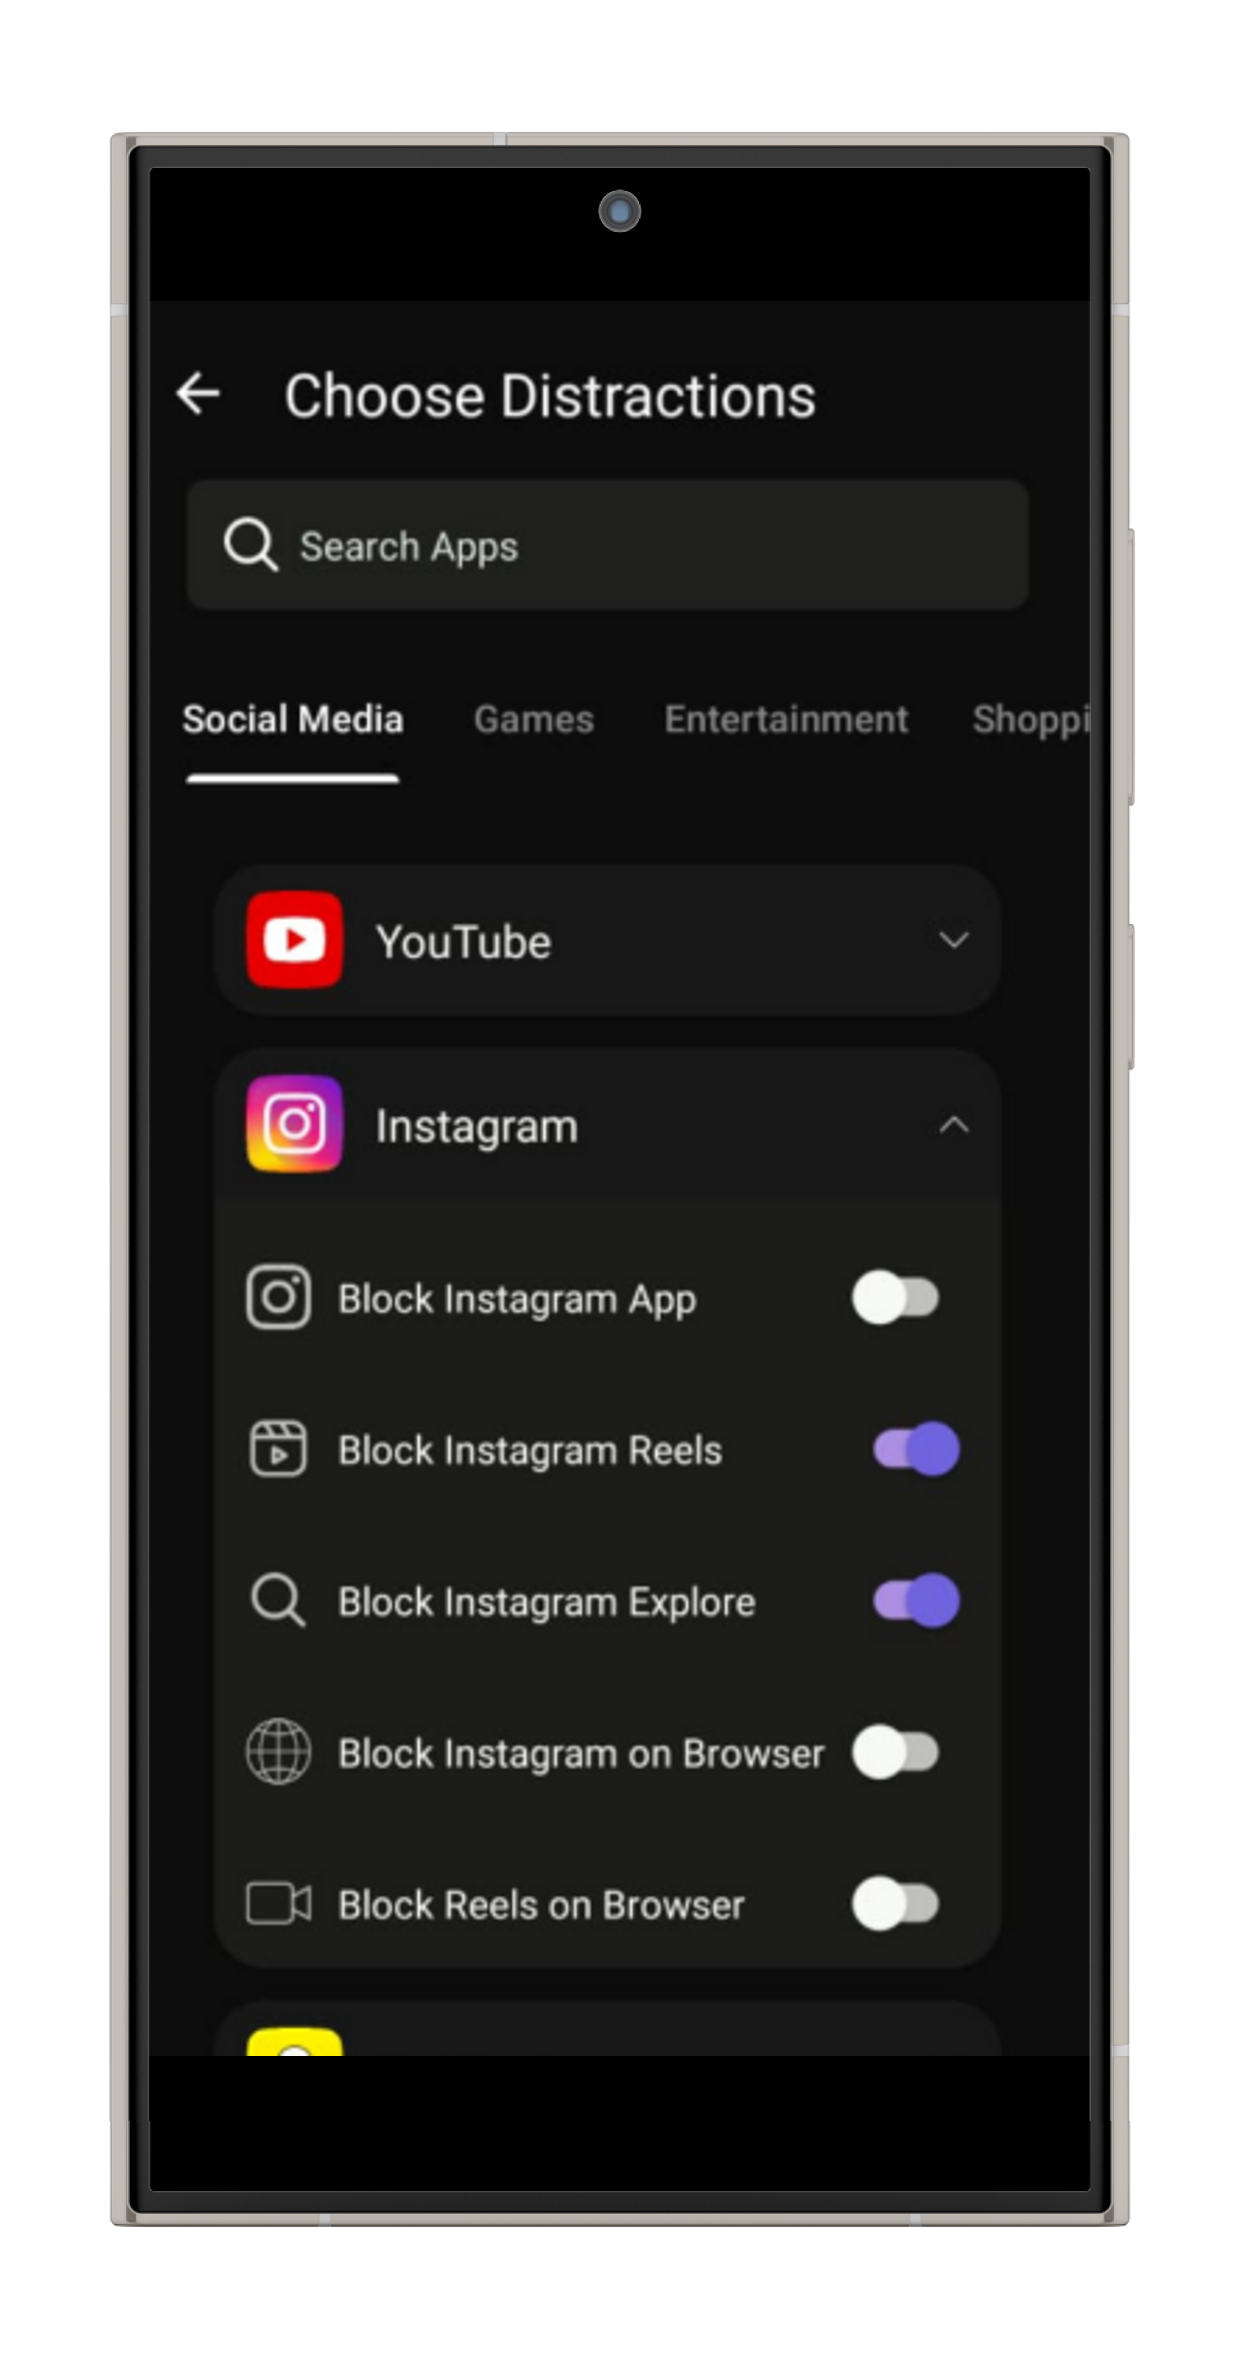 Choose Distractions
Search Apps
Social Media Games Entertainment Shoppi
YouTube
Instagram
Block Instagram App
Block Instagram Reels
Block Instagram Explore
Block Instagram on Browser
Block Reels on Browser